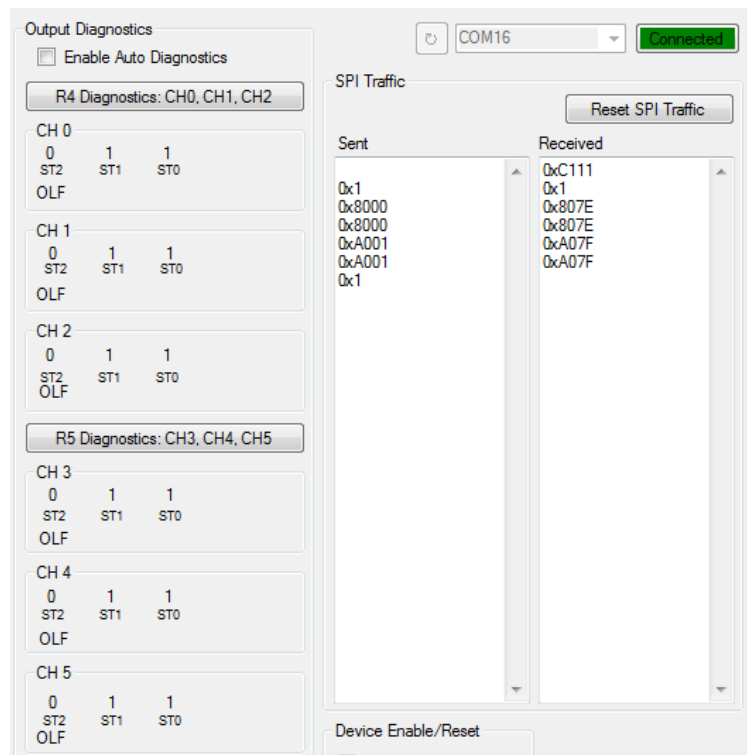 Output Diagnostics
Enable Auto Diagnostics
R4 Diagnostics: CH0, CH1, CH2
CH 0
0 1 1
ST2 ST1 ST0
OLF
CH 1
0 1 1
ST2 ST1 ST0
OLF
CH 2
0 1 1
ST2 ST1 ST0
OLF
R5 Diagnostics: CH3, CH4, CH5
CH 3
0 1 1
ST2 ST1 ST0
OLF
CH 4
0 1 1
ST2 ST1 ST0
OLF
CH 5
0 1 1
ST2 ST1 ST0
OLF
COM16
Connected
SPI Traffic
Reset SPI Traffic
Sent
0x1
0x8000
0x8000
0xA001
0xA001
0x1
Received
0xC111
0x1
0x807E
0x807E
0xA07F
0xA07F
Device Enable/Reset